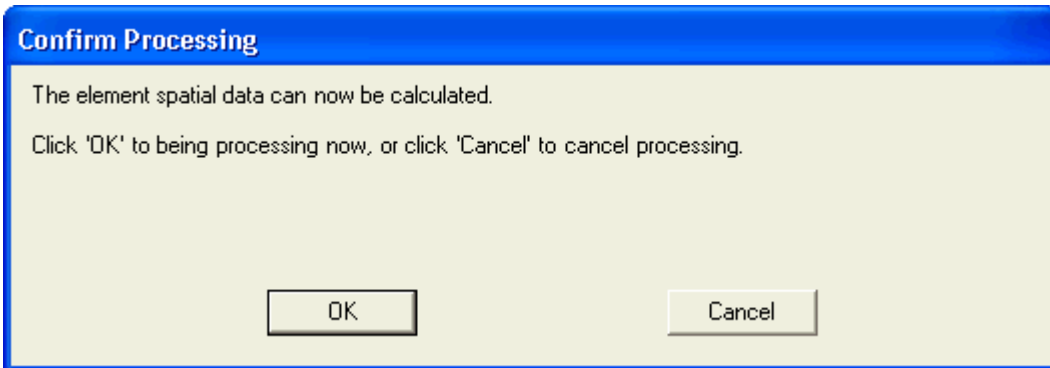 Confirm Processing
The element spatial data can now be calculated.
Click 'OK' to being processing now, or click 'Cancel' to cancel processing.
OK Cancel